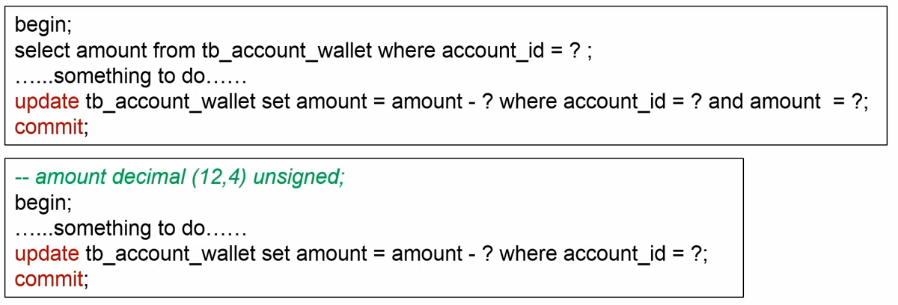 begin;
select amount from tb_account_wallet where account_id = ? ;
……something to do……
update tb_account_wallet set amount = amount - ? where account_id = ? and amount  = ?;
commit;
-- amount decimal (12,4) unsigned;
begin;
……something to do……
update tb_account_wallet set amount = amount - ? where account_id = ?;
commit;